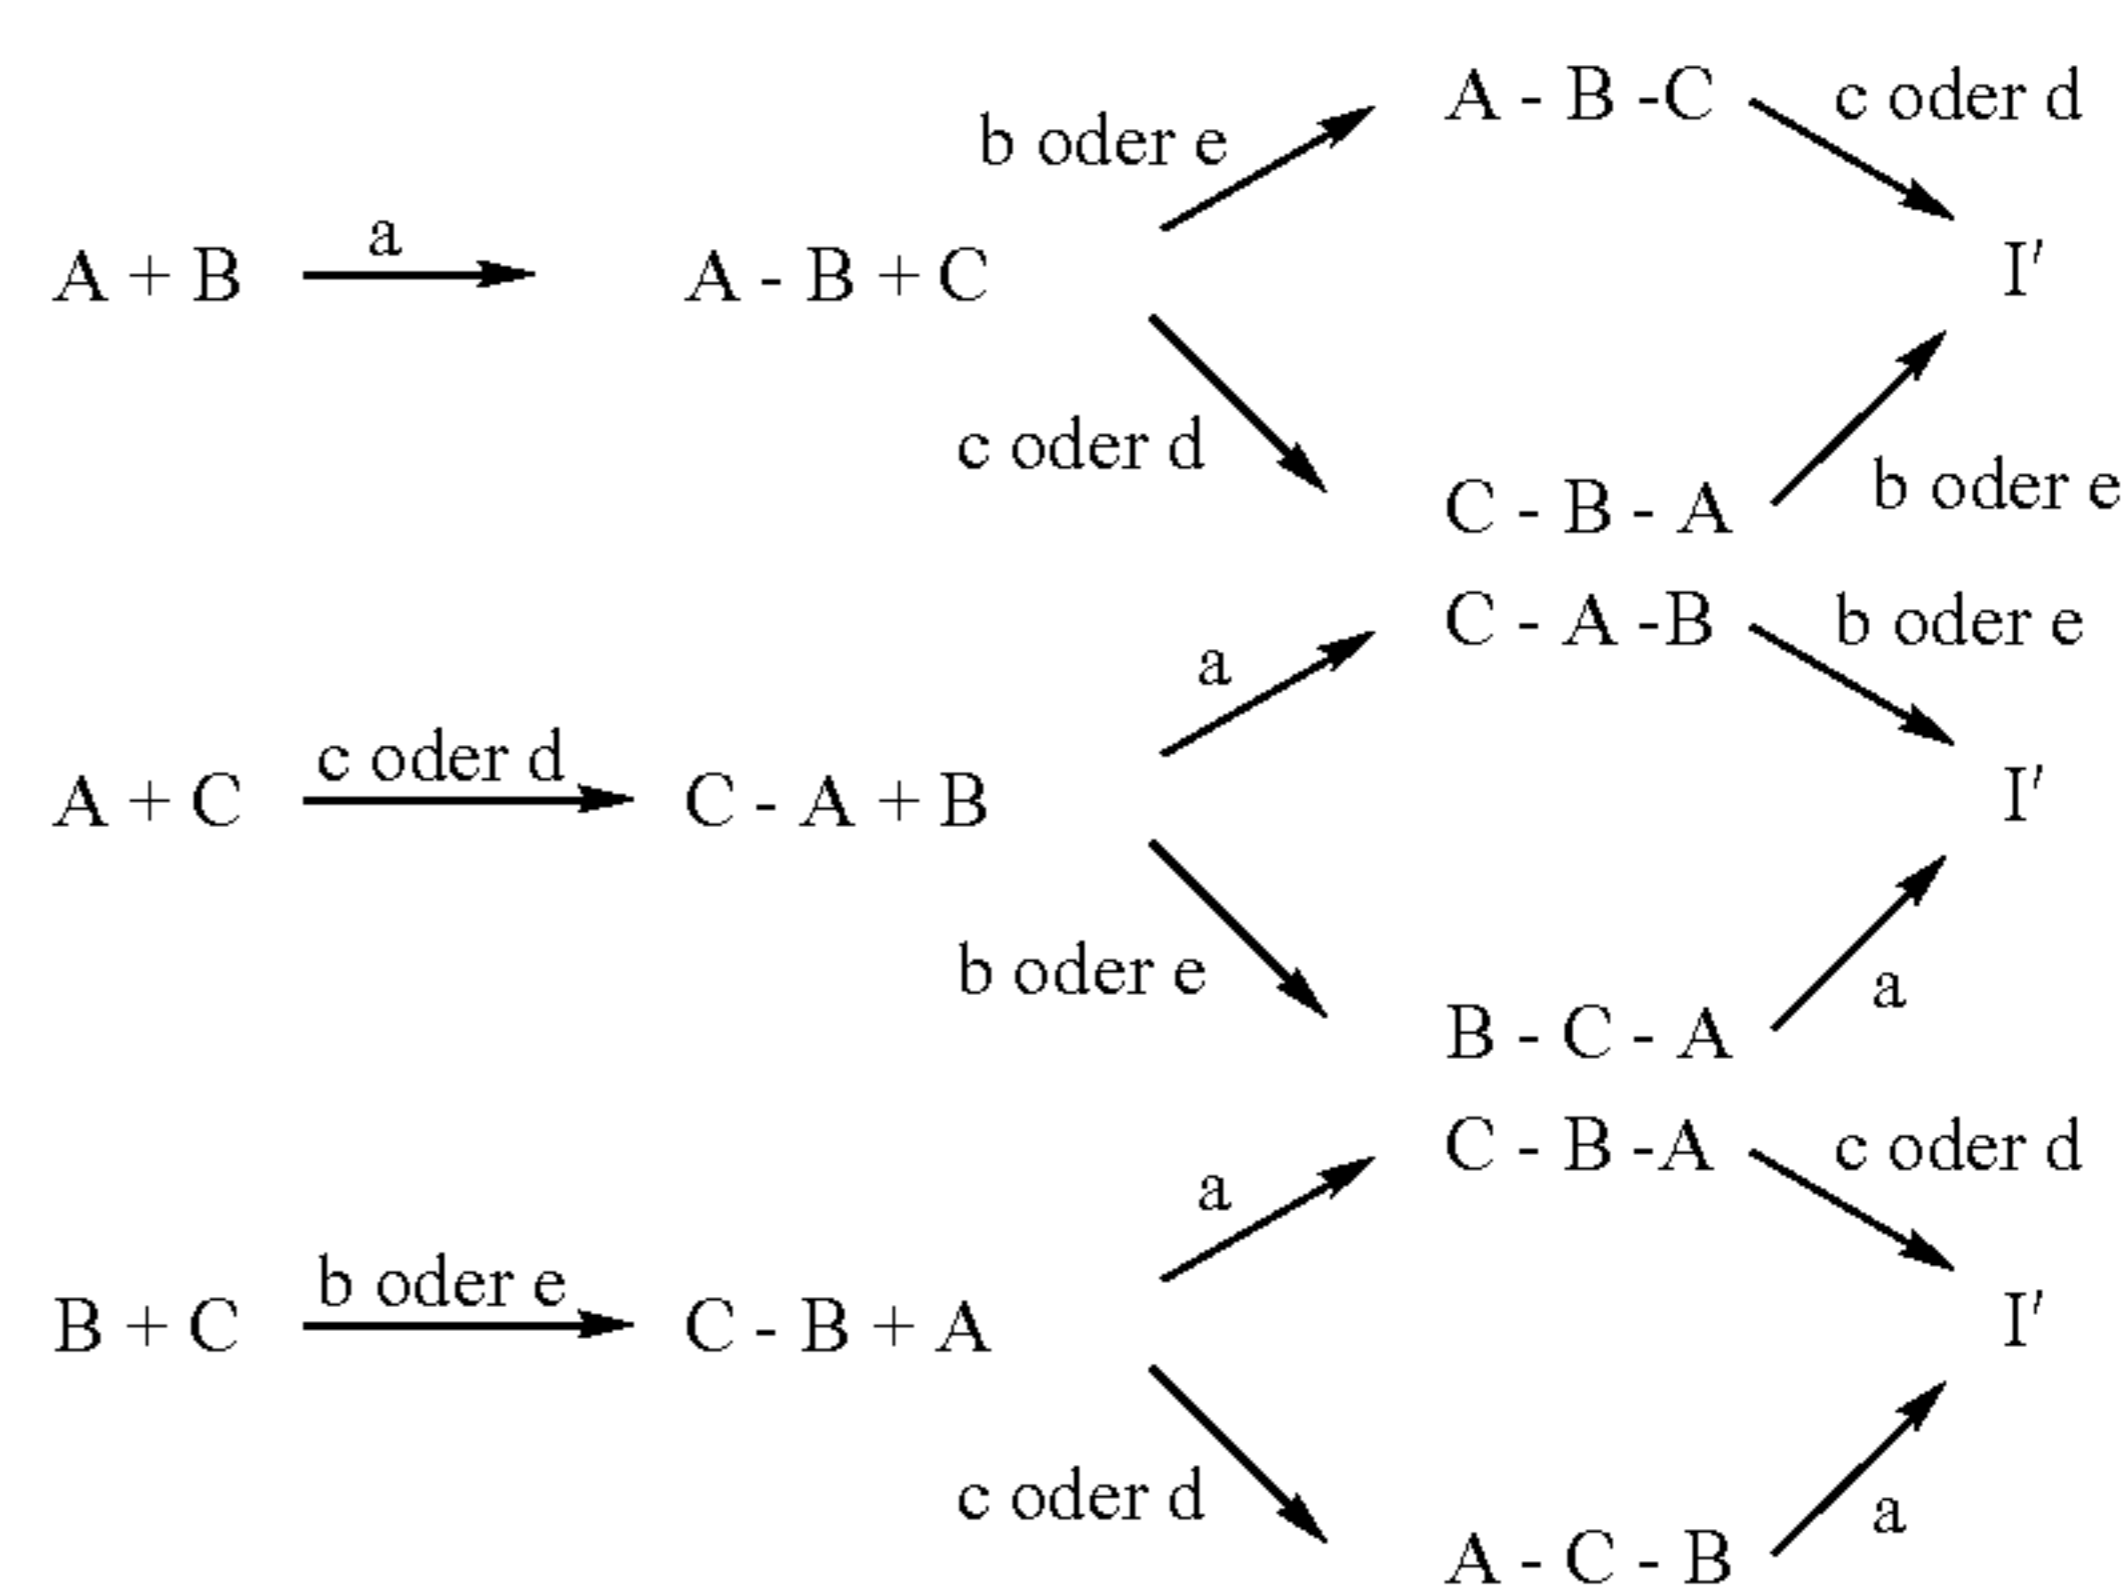 A - B -C
c oder d
b oder e
a
A + B
A - B + C
I′
c oder d
C - B - A
b oder e
C - A -B
b oder e
a
c oder d
A + C
C - A + B
I′
b oder e
B - C - A
a
C - B -A
c oder d
a
b oder e
B + C
C - B + A
I′
c oder d
A - C - B
a